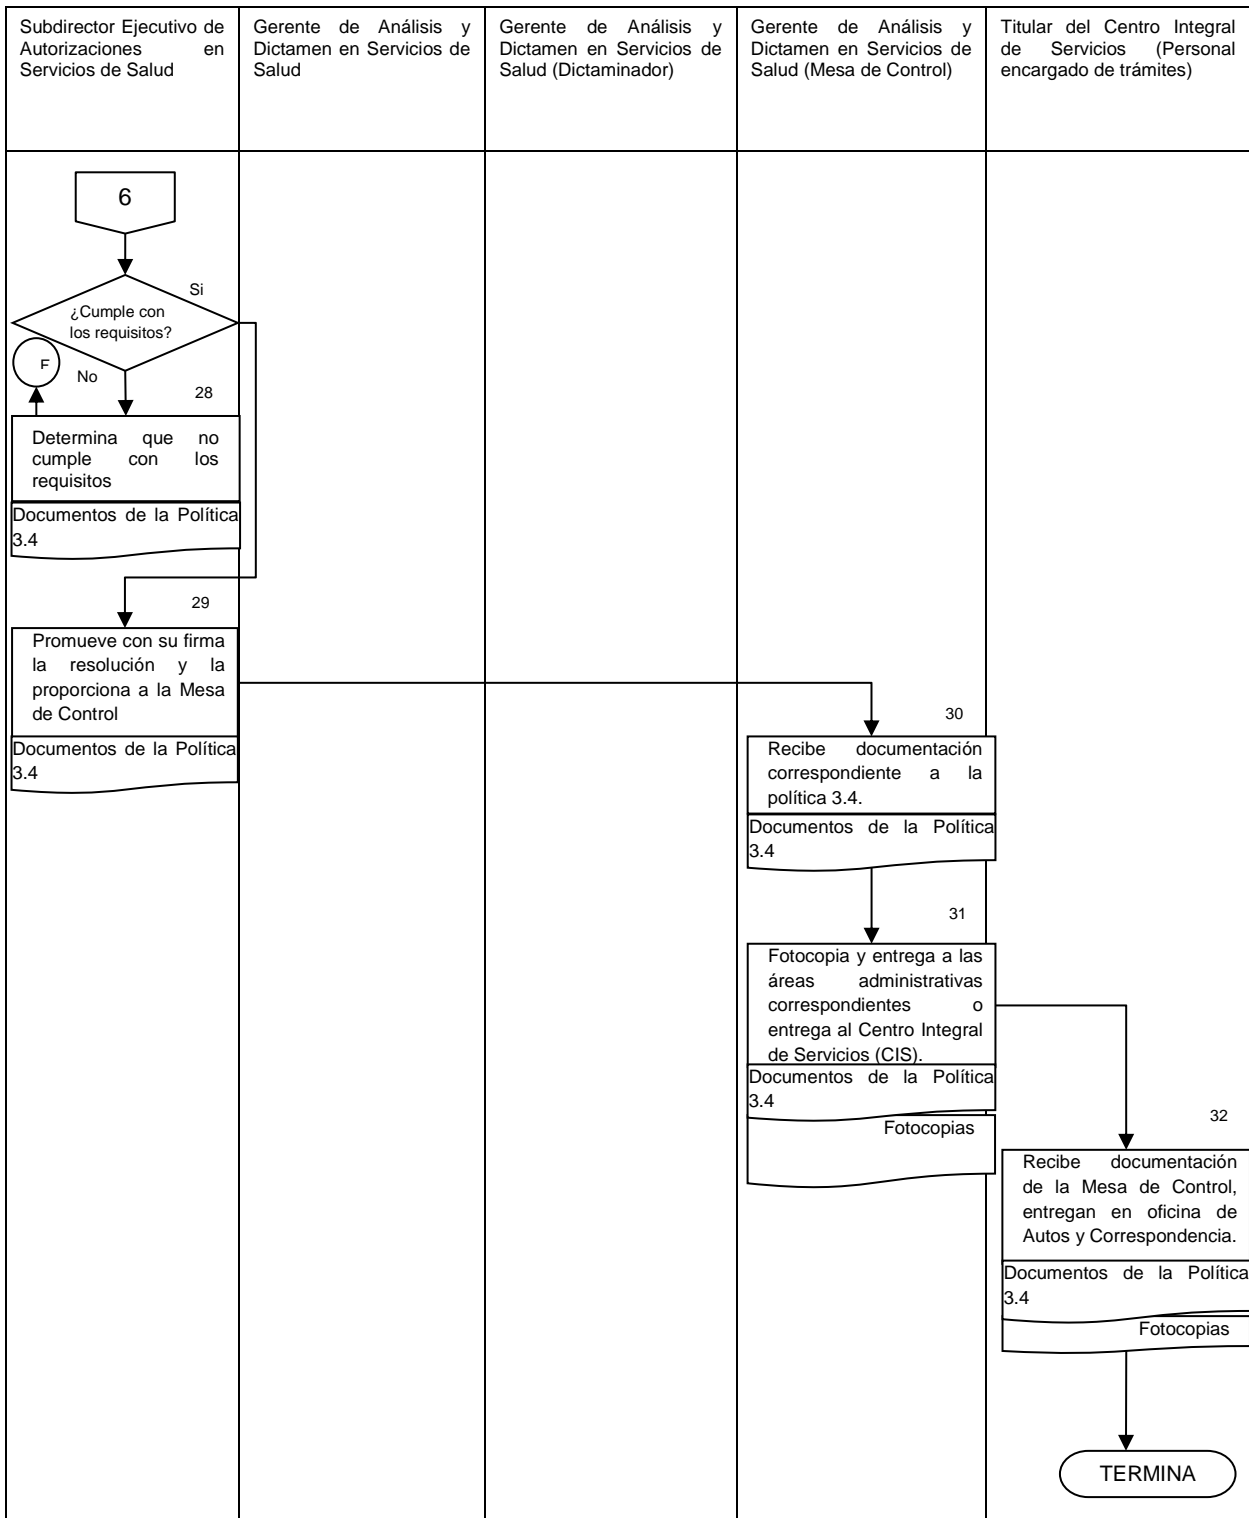 Subdirector Ejecutivo de
Autorizaciones en
Servicios de Salud
Gerente de Análisis y
Dictamen en Servicios de
Salud
Gerente de Análisis y
Dictamen en Servicios de
Salud (Dictaminador)
Gerente de Análisis y
Dictamen en Servicios de
Salud (Mesa de Control)
Titular del Centro Integral
de Servicios (Personal
encargado de trámites)
6
Si
¿Cumple con
los requisitos?
F
No
28
Determina que no
cumple con los
requisitos
Documentos de la Política
3.4
29
Promueve con su firma
la resolución y la
proporciona a la Mesa
de Control
Documentos de la Política
3.4
30
Recibe documentación
correspondiente a la
política 3.4.
Documentos de la Política
3.4
31
Fotocopia y entrega a las
áreas administrativas
correspondientes o
entrega al Centro Integral
de Servicios (CIS).
Documentos de la Política
3.4
Fotocopias
32
Recibe documentación
de la Mesa de Control,
entregan en oficina de
Autos y Correspondencia.
Documentos de la Política
3.4
Fotocopias
TERMINA